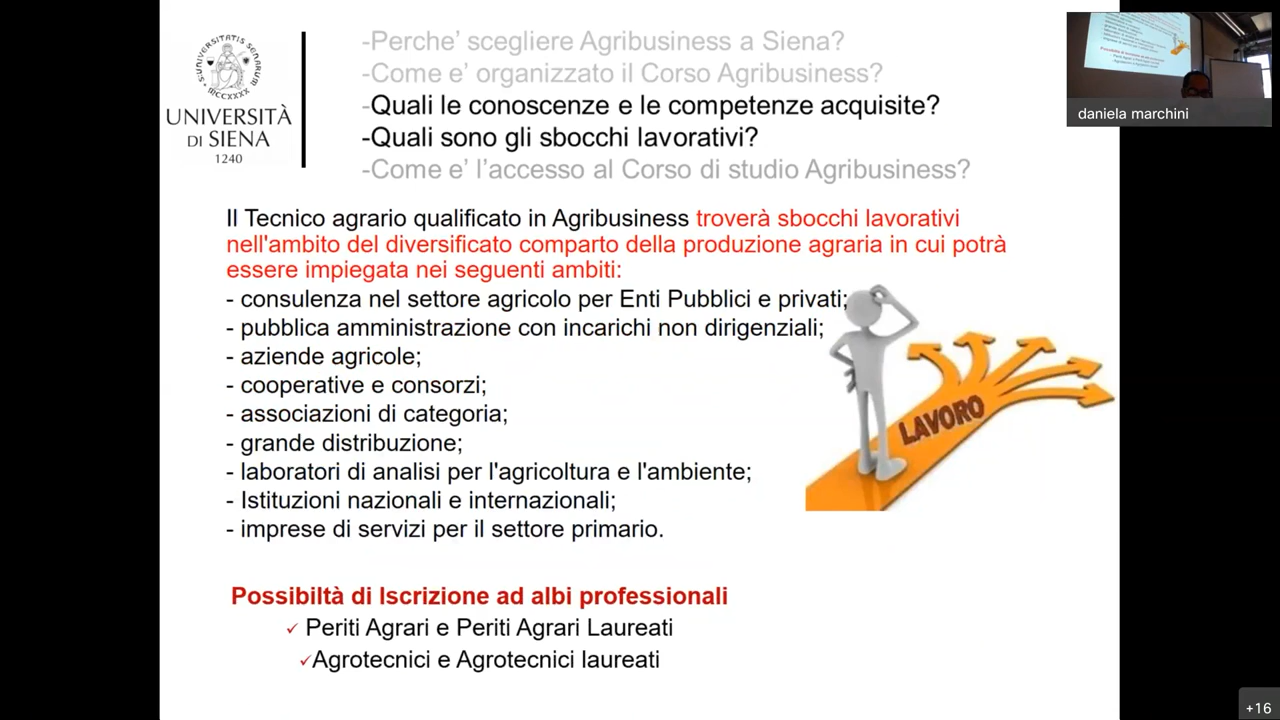 SUNIVERSITATIS SENARUM
MCCXXXX
UNIVERSITÀ
DI SIENA
1240
-Perche’ scegliere Agribusiness a Siena?
-Come e’ organizzato il Corso Agribusiness?
-Quali le conoscenze e le competenze acquisite?
-Quali sono gli sbocchi lavorativi?
-Come e’ l’accesso al Corso di studio Agribusiness?
daniela marchini
Il Tecnico agrario qualificato in Agribusiness troverà sbocchi lavorativi
nell'ambito del diversificato comparto della produzione agraria in cui potrà
essere impiegata nei seguenti ambiti:
- consulenza nel settore agricolo per Enti Pubblici e privati;
- pubblica amministrazione con incarichi non dirigenziali;
- aziende agricole;
- cooperative e consorzi;
- associazioni di categoria;
- grande distribuzione;
- laboratori di analisi per l'agricoltura e l'ambiente;
- Istituzioni nazionali e internazionali;
- imprese di servizi per il settore primario.
LAVORO
Possibiltà di Iscrizione ad albi professionali
✓ Periti Agrari e Periti Agrari Laureati
✓Agrotecnici e Agrotecnici laureati
+16